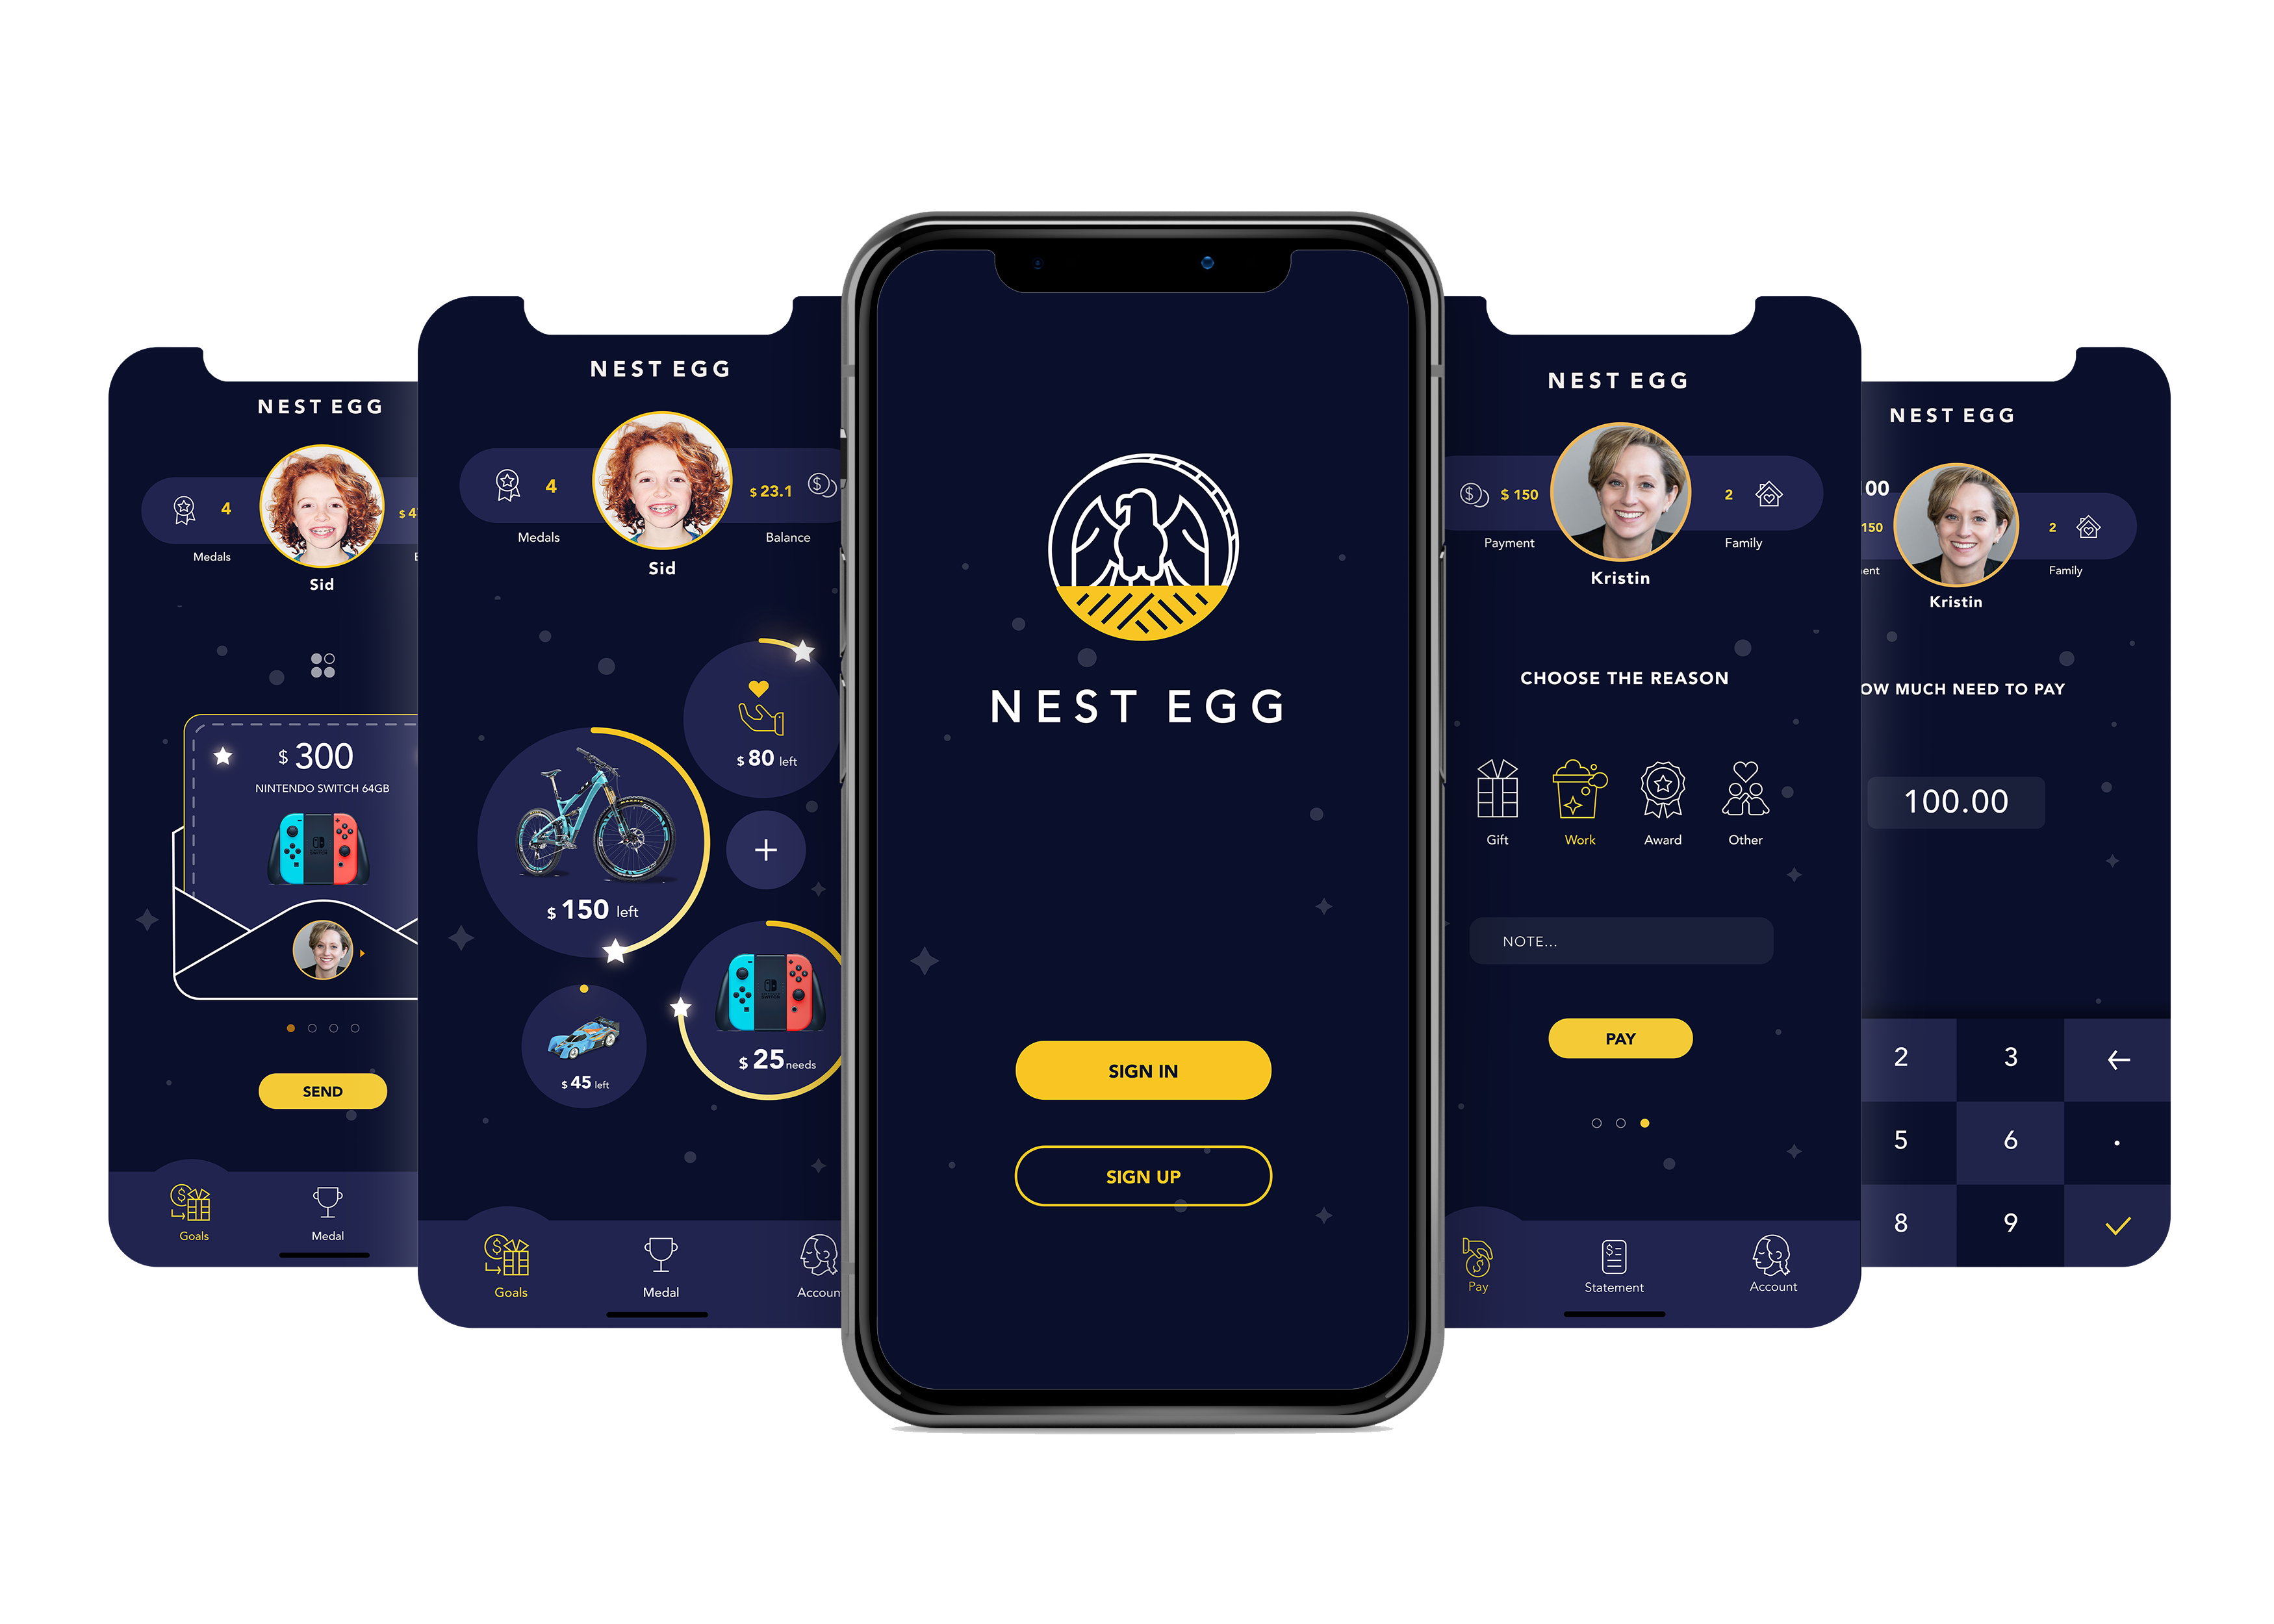 NEST EGG
4
$ 4
Medals
Sid
$ 300
NINTENDO SWITCH 64GB
SEND
Goals
Medal
NEST EGG
4
$ 23.1
Medals
Balance
Sid
$ 80 left
$ 150 left
+
$ 45 left
$ 25 needs
Goals
Medal
Accoun
NEST EGG
SIGN IN
SIGN UP
NEST EGG
$ 150
2
Payment
Family
Kristin
CHOOSE THE REASON
Gift
Work
Award
Other
NOTE...
PAY
Pay
Statement
Account
NEST EGG
00
150
2
ent
Family
Kristin
OW MUCH NEED TO PAY
100.00
2
3
5
6
.
8
9